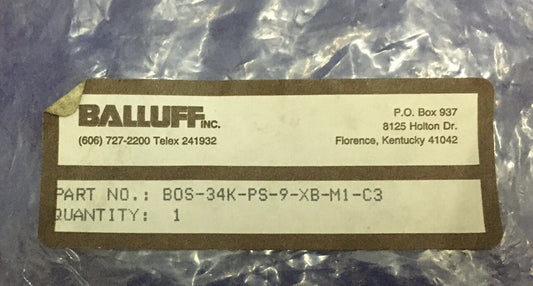 BALLUFF INC.
(606) 727-2200 Telex 241932
P.O. Box 937
8125 Holton Dr.
Florence, Kentucky 41042
PART NO.: BOS-34K-PS-9-XB-M1-C3
QUANTITY: 1